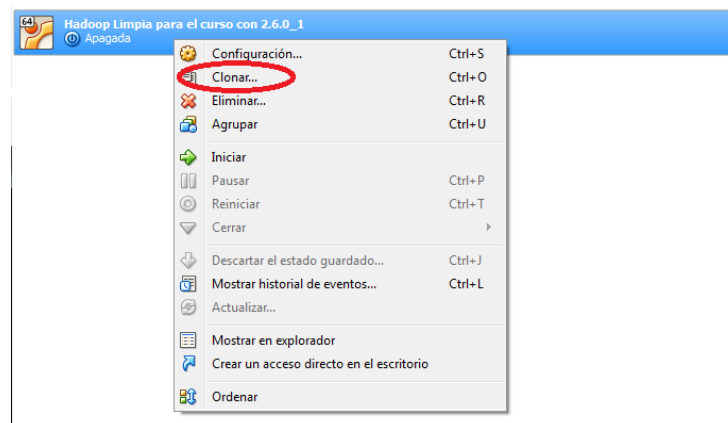 64
Hadoop Limpia para el curso con 2.6.0_1
Apagada
Configuración... Ctrl+S
Clonar... Ctrl+O
Eliminar... Ctrl+R
Agrupar Ctrl+U
Iniciar
Pausar Ctrl+P
Reiniciar Ctrl+T
Cerrar
Descartar el estado guardado... Ctrl+J
Mostrar historial de eventos... Ctrl+L
Actualizar...
Mostrar en explorador
Crear un acceso directo en el escritorio
Ordenar